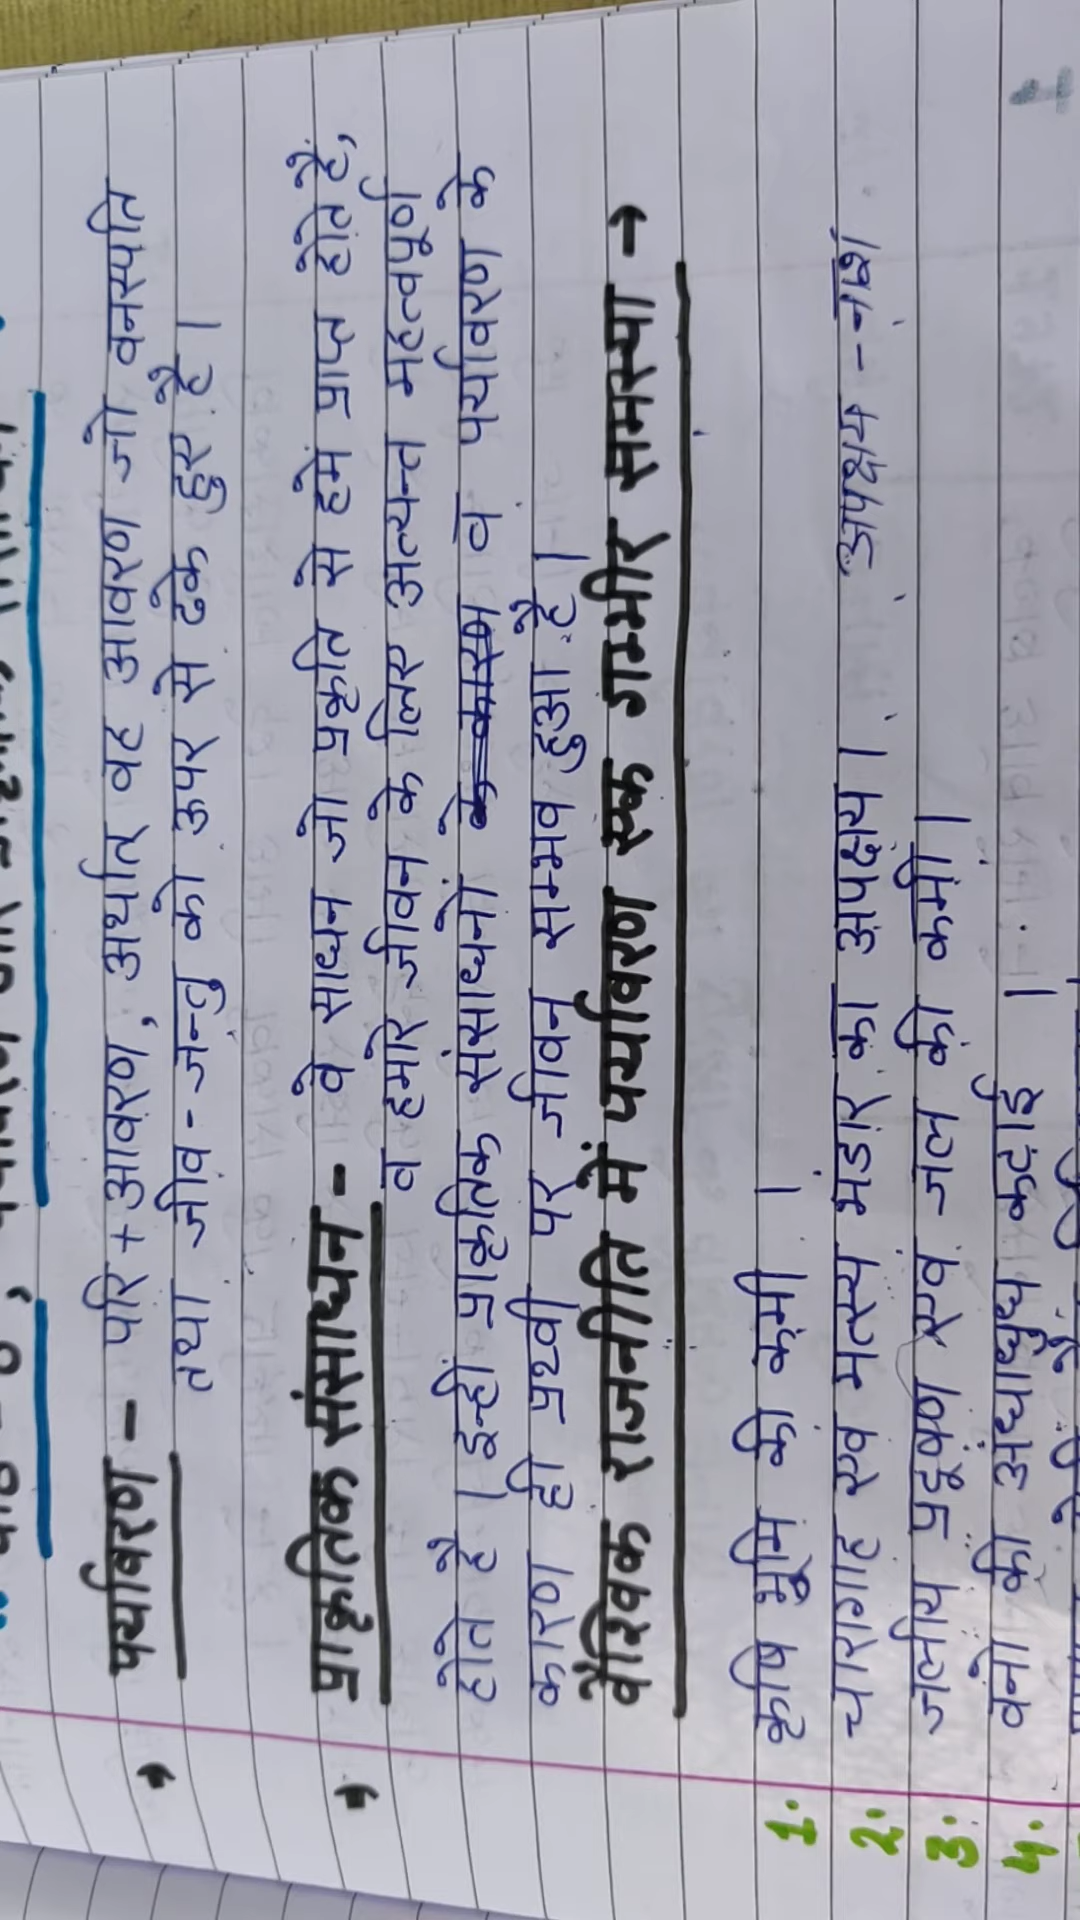 पर्यावरण - परि + आवरण, अर्थात वह आवरण जो वनस्पति
तथा जीव - जन्तु को ऊपर से ढके हुए है।
प्राकृतिक संसाधन - वे साधन जो प्रकृति से हमे प्राप्त होते है,
व हमारे जीवन के लिए अत्यन्त महत्वपूर्ण
होते है। इन्ही प्राकृतिक संसाधनों के कारण व पर्यावरण के
कारण ही पृथ्वी पर जीवन सम्भव हुआ है।
वैश्विक राजनीति में पर्यावरण एक गम्भीर समस्या →
1. कृषि भूमि की कमी ।
2. चारागाह एवं मत्स्य भंडार का अपक्षय । अपक्षय - नाश
3. जलीय प्रदूषण एवं जल की कमी ।
4. वनो की अंधाधुंध कटाई ।